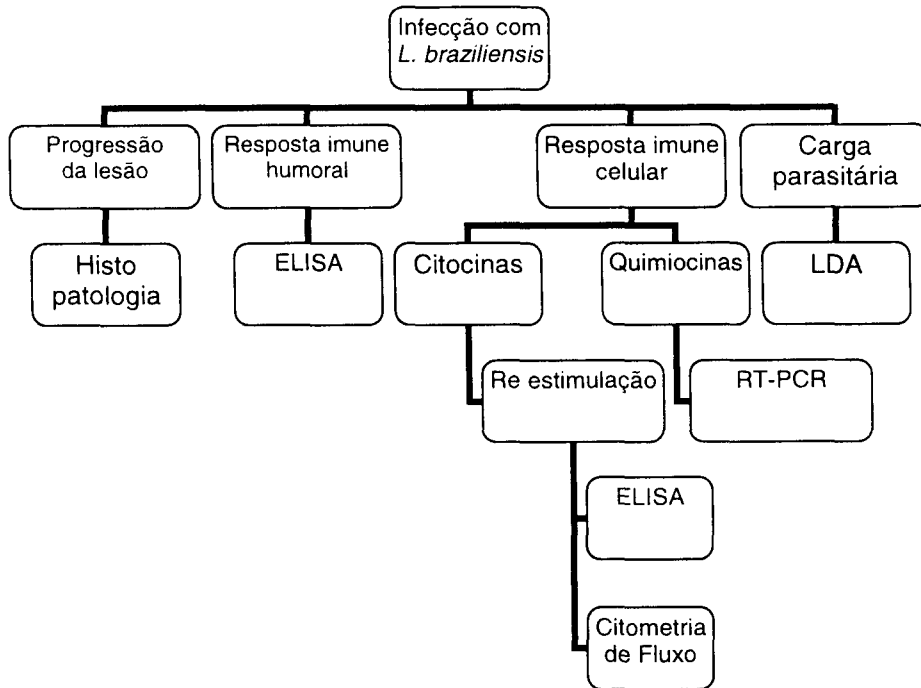 Infecção com
L. braziliensis
Progressão
da lesão
Resposta imune
humoral
Resposta imune
celular
Carga
parasitária
Histo
patologia
ELISA
Citocinas
Quimiocinas
LDA
Re estimulação
RT-PCR
ELISA
Citometria
de Fluxo